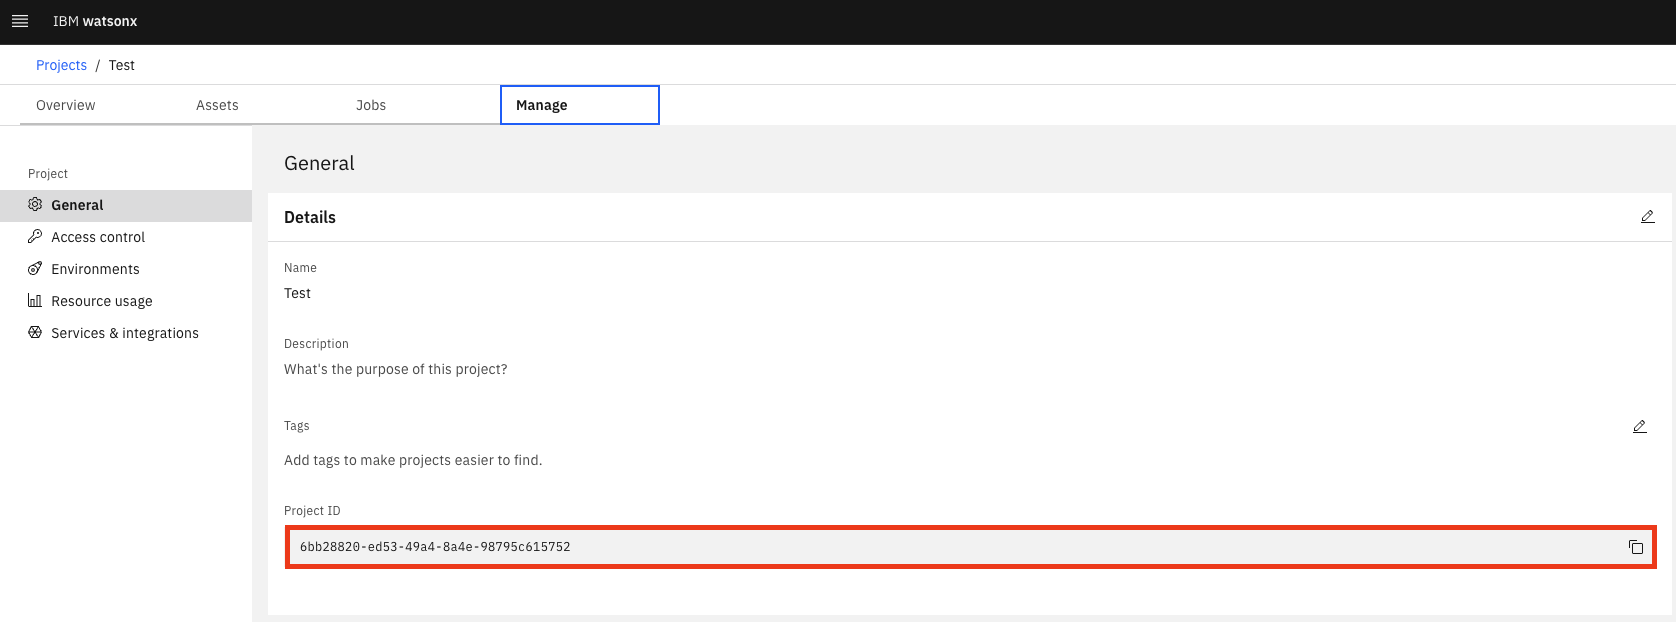 IBM watsonx
Projects / Test
Overview Assets Jobs Manage
Project
General
Access control
Environments
Resource usage
Services & integrations
General
Details
Name
Test
Description
What's the purpose of this project?
Tags
Add tags to make projects easier to find.
Project ID
6bb28820-ed53-49a4-8a4e-98795c615752